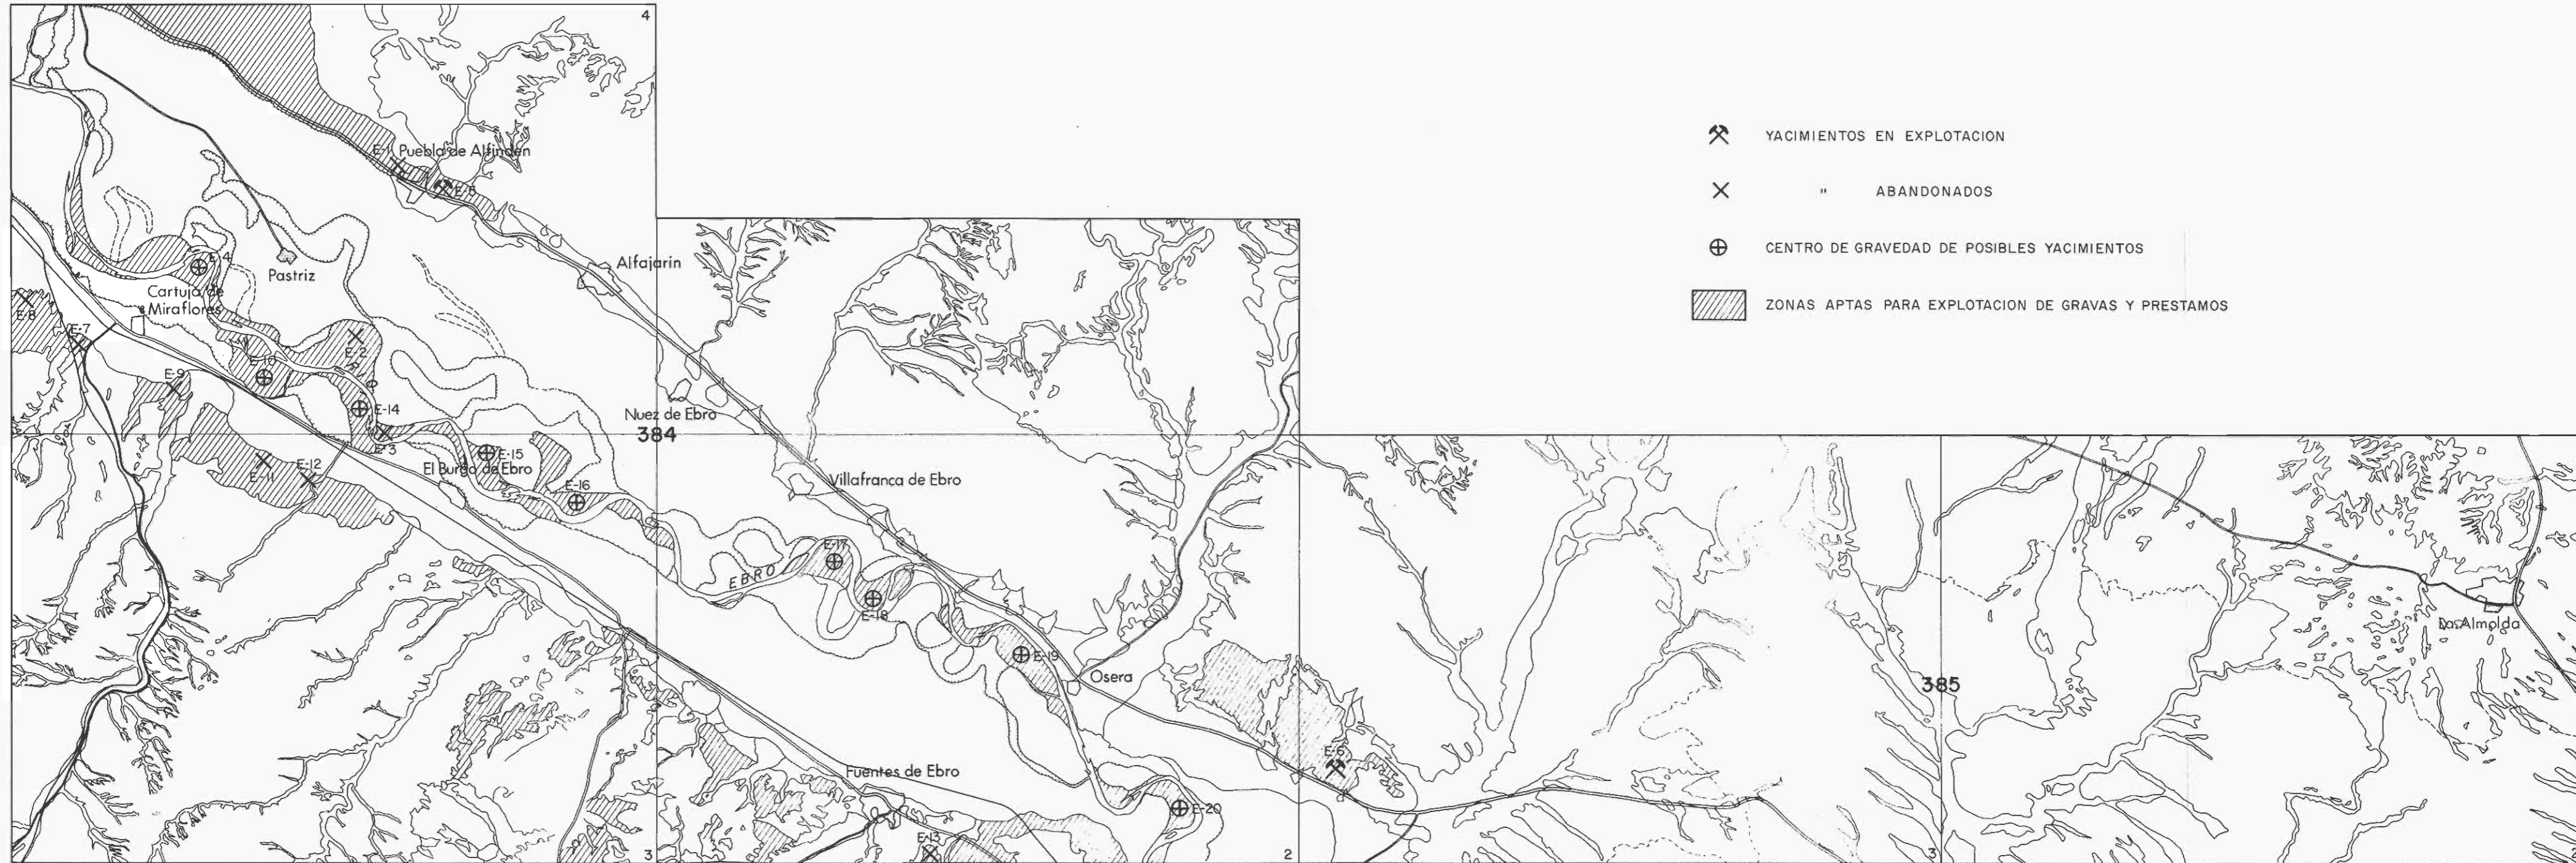 4
E-1
Puebla de Alfinden
E-5
E-4
Pastriz
Cartuja de
Miraflores
E-8
E-7
E-2
E-10
RIO
E-9
E-14
E-3
E-11
E-12
El Burgo de Ebro
E-15
E-16
3
Alfajarin
1
Nuez de Ebro
384
Villafranca de Ebro
E-17
EBRO
E-18
E-19
Osera
Fuentes de Ebro
E-13
E-20
2
E-6
385
3
La Almolda
YACIMIENTOS EN EXPLOTACION
" ABANDONADOS
CENTRO DE GRAVEDAD DE POSIBLES YACIMIENTOS
ZONAS APTAS PARA EXPLOTACION DE GRAVAS Y PRESTAMOS